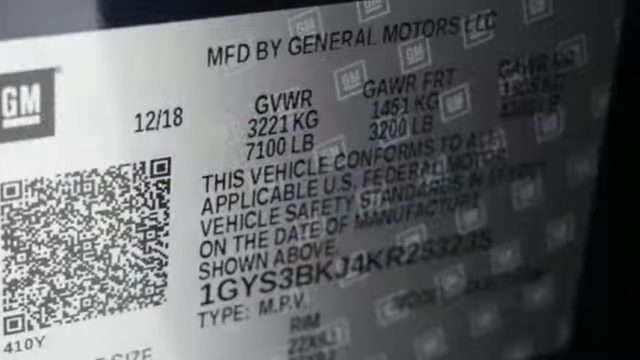 MFD BY GENERAL MOTORS LLC
GM
12/18
GVWR
3221 KG
7100 LB
GAWR FRT
1451 KG
3200 LB
GAWR
THIS VEHICLE CONFORMS TO ALL
APPLICABLE U.S. FEDERAL MOTOR
VEHICLE SAFETY STANDARDS IN EFFECT
ON THE DATE OF MANUFACTURE
SHOWN ABOVE.
TYPE: M.P.V.
410Y
SIZE
RIM